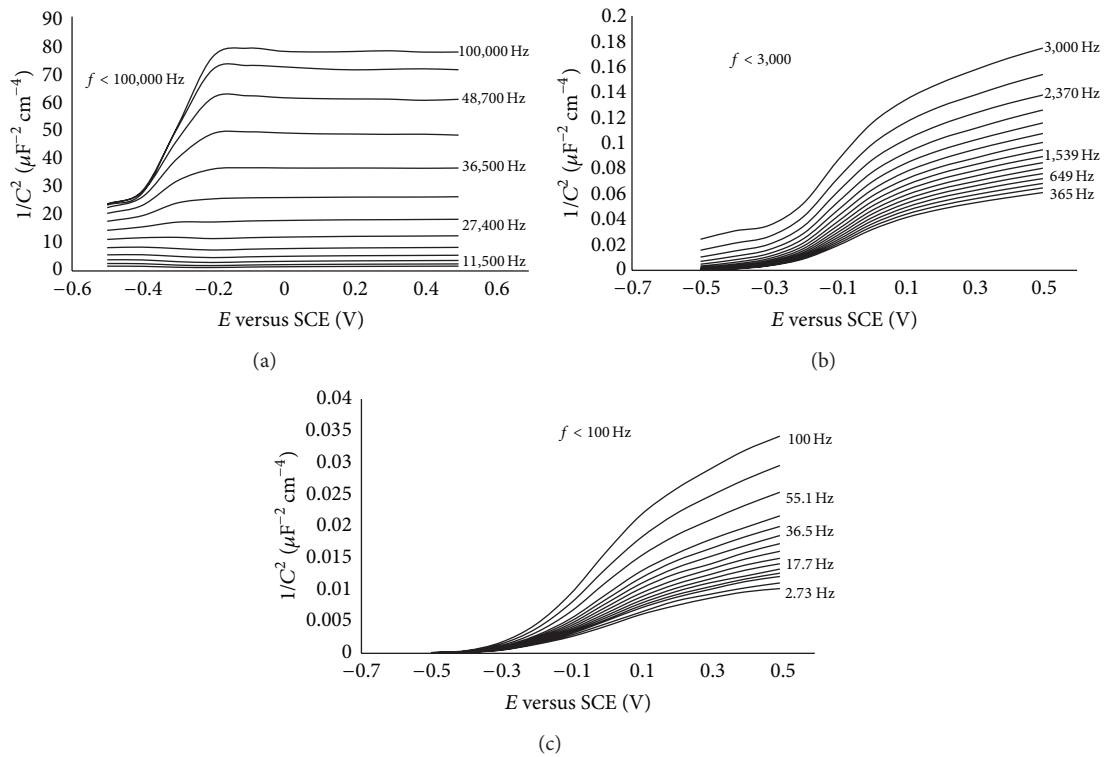 90
80
70
60
50
40
30
20
10
0
1/C² (μF⁻² cm⁻⁴)
f < 100,000 Hz
100,000 Hz
48,700 Hz
36,500 Hz
27,400 Hz
11,500 Hz
−0.6 −0.4 −0.2 0 0.2 0.4 0.6
E versus SCE (V)
(a)
0.2
0.18
0.16
0.14
0.12
0.1
0.08
0.06
0.04
0.02
0
1/C² (μF⁻² cm⁻⁴)
f < 3,000
3,000 Hz
2,370 Hz
1,539 Hz
649 Hz
365 Hz
−0.7 −0.5 −0.3 −0.1 0.1 0.3 0.5
E versus SCE (V)
(b)
0.04
0.035
0.03
0.025
0.02
0.015
0.01
0.005
0
1/C² (μF⁻² cm⁻⁴)
f < 100 Hz
100 Hz
55.1 Hz
36.5 Hz
17.7 Hz
2.73 Hz
−0.7 −0.5 −0.3 −0.1 0.1 0.3 0.5
E versus SCE (V)
(c)